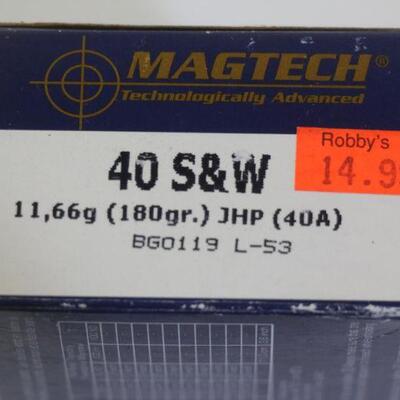 MAGTECH®
Technologically Advanced
Robby's
14.9
40 S&W
11,66g (180gr.) JHP (40A)
BG0119 L-53